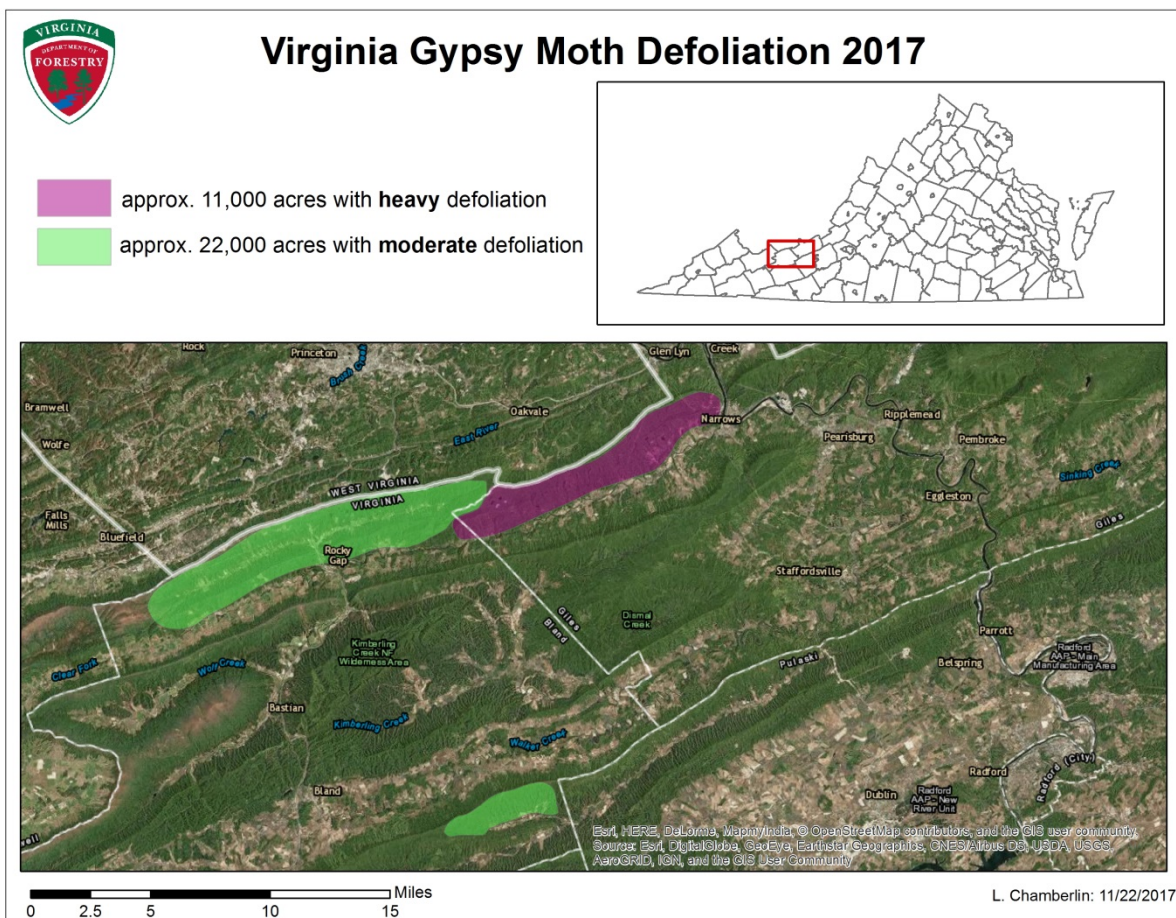 VIRGINIA
DEPARTMENT OF
FORESTRY
Virginia Gypsy Moth Defoliation 2017
approx. 11,000 acres with heavy defoliation
approx. 22,000 acres with moderate defoliation
Rock
Princeton
Brush Creek
Glen Lyn
Creek
Bramwell
Oakvale
Narrows
Ripplemead
Wolfe
East River
Pearisburg
Pembroke
Sinking Creek
WEST VIRGINIA
VIRGINIA
Eggleston
Falls
Mills
Bluefield
Rocky
Gap
Giles
Staffordsville
Giles
Bland
Dismal
Creek
Parrott
Kimberling
Creek NF
Wilderness Area
Clear Fork
Wolf Creek
Pulaski
Belspring
Radford
AAP - Main
Manufacturing Area
Bastian
Kimberling Creek
Walker Creek
Radford
Radford (City)
Bland
Dublin
Radford
AAP - New
River Unit
well
Esri, HERE, DeLorme, MapmyIndia, © OpenStreetMap contributors, and the GIS user community,
Source: Esri, DigitalGlobe, GeoEye, Earthstar Geographics, CNES/Airbus DS, USDA, USGS,
AeroGRID, IGN, and the GIS User Community
Miles
0 2.5 5 10 15
L. Chamberlin: 11/22/2017